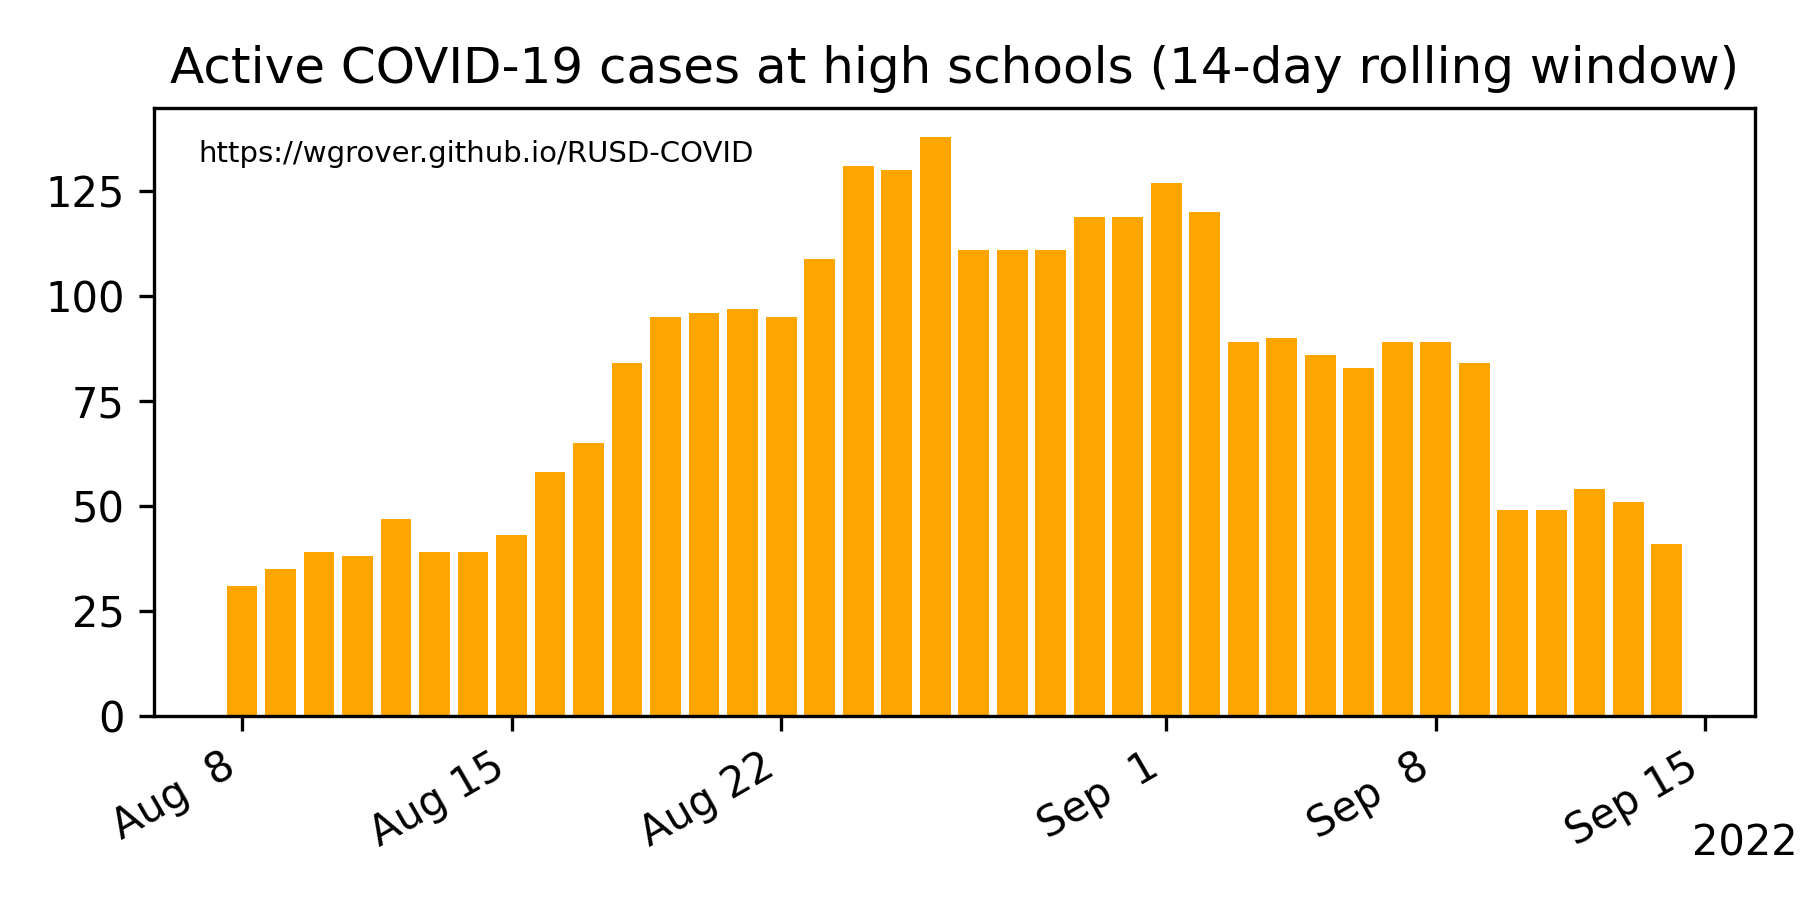 Active COVID-19 cases at high schools (14-day rolling window)
https://wgrover.github.io/RUSD-COVID
125
100
75
50
25
0
Aug  8
Aug 15
Aug 22
Sep  1
Sep  8
Sep 15
2022